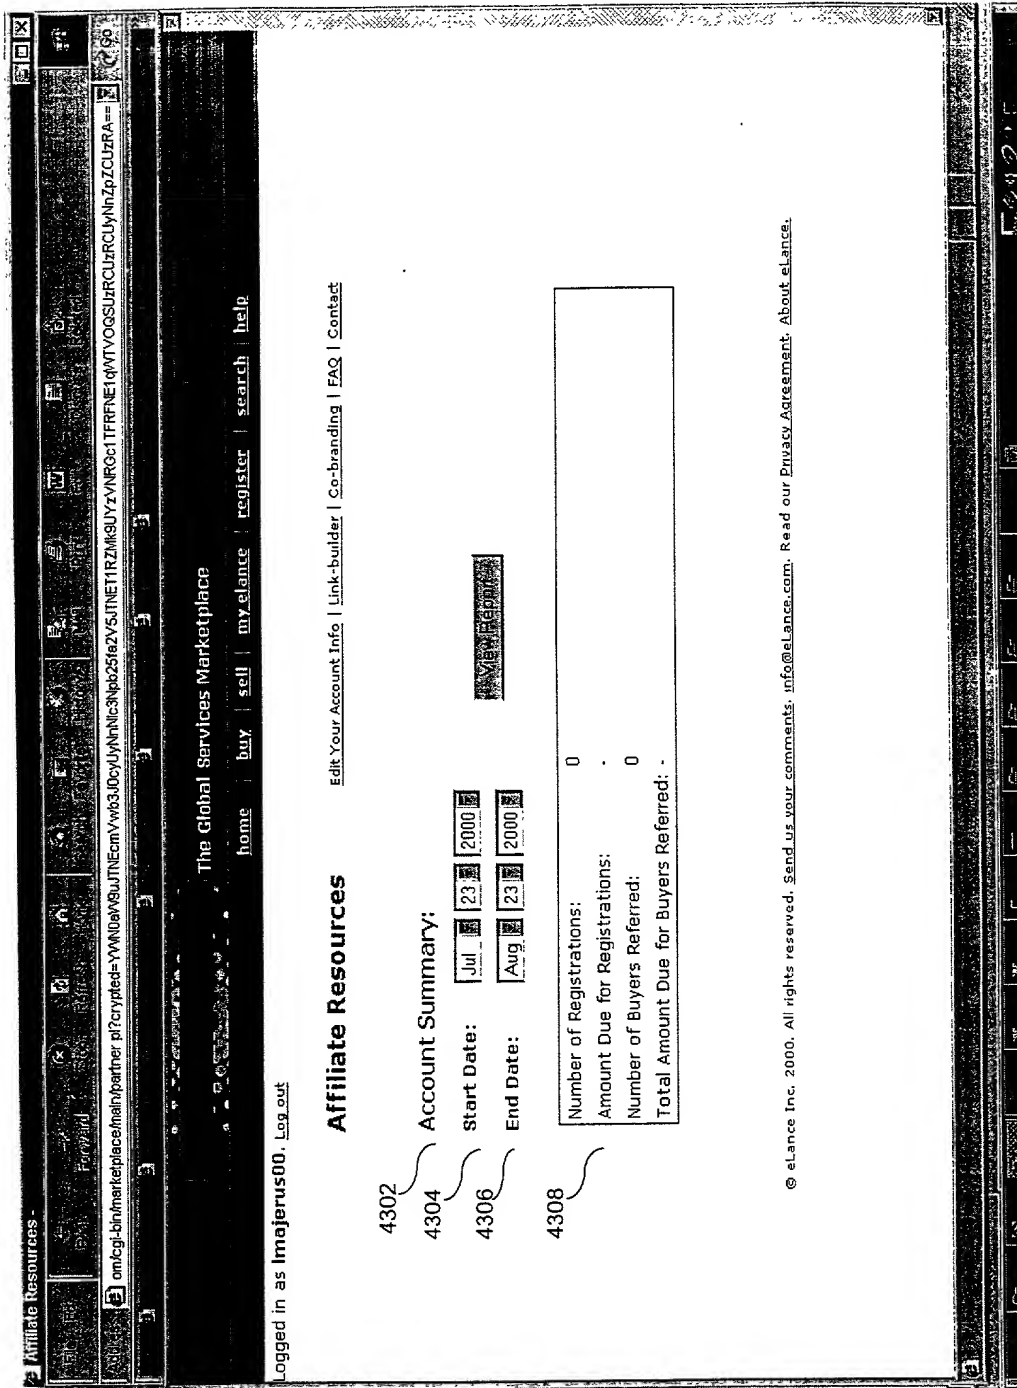 Affiliate Resources -
Forward
om/cgi-bin/marketplace/main/partner.pl?crypted=
Go
The Global Services Marketplace
home | buy | sell | my elance | register | search | help
Logged in as lmajerus00. Log out
Affiliate Resources
Edit Your Account Info | Link-builder | Co-branding | FAQ | Contact
4302 Account Summary:
4304 Start Date: Jul 23 2000
View Report
4306 End Date: Aug 23 2000
4308
Number of Registrations: 0
Amount Due for Registrations: -
Number of Buyers Referred: 0
Total Amount Due for Buyers Referred: -
© eLance Inc, 2000. All rights reserved. Send us your comments. info@eLance.com. Read our Privacy Agreement. About eLance.